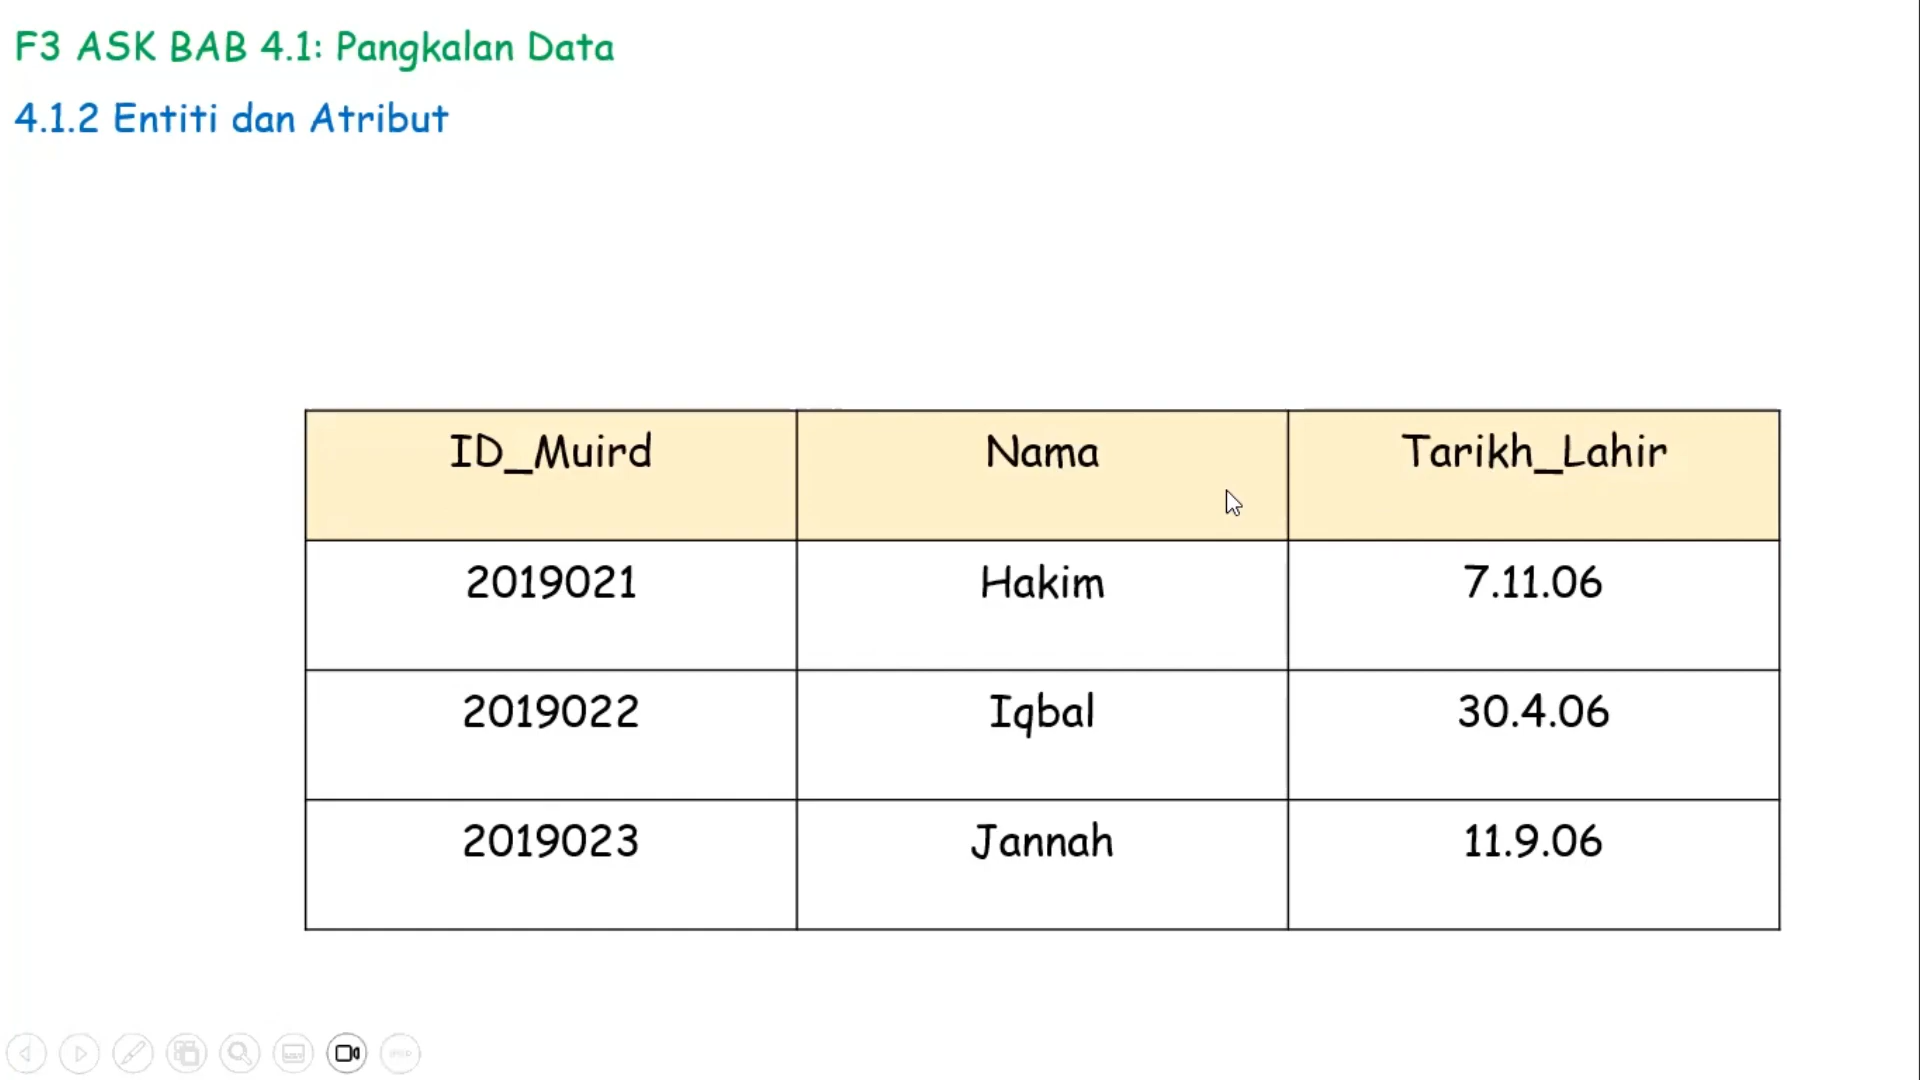 F3 ASK BAB 4.1: Pangkalan Data
4.1.2 Entiti dan Atribut
ID_Muird Nama Tarikh_Lahir
2019021 Hakim 7.11.06
2019022 Iqbal 30.4.06
2019023 Jannah 11.9.06